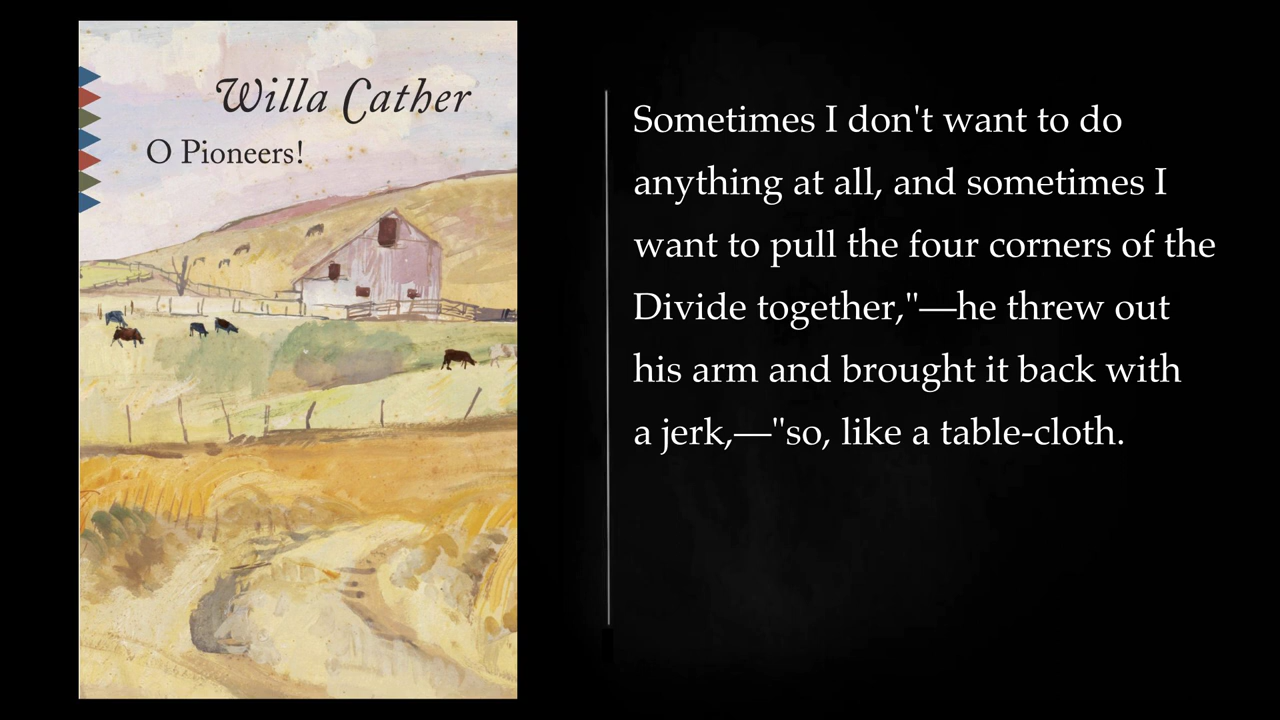 Willa Cather
O Pioneers!
Sometimes I don't want to do
anything at all, and sometimes I
want to pull the four corners of the
Divide together,"—he threw out
his arm and brought it back with
a jerk,—"so, like a table-cloth.